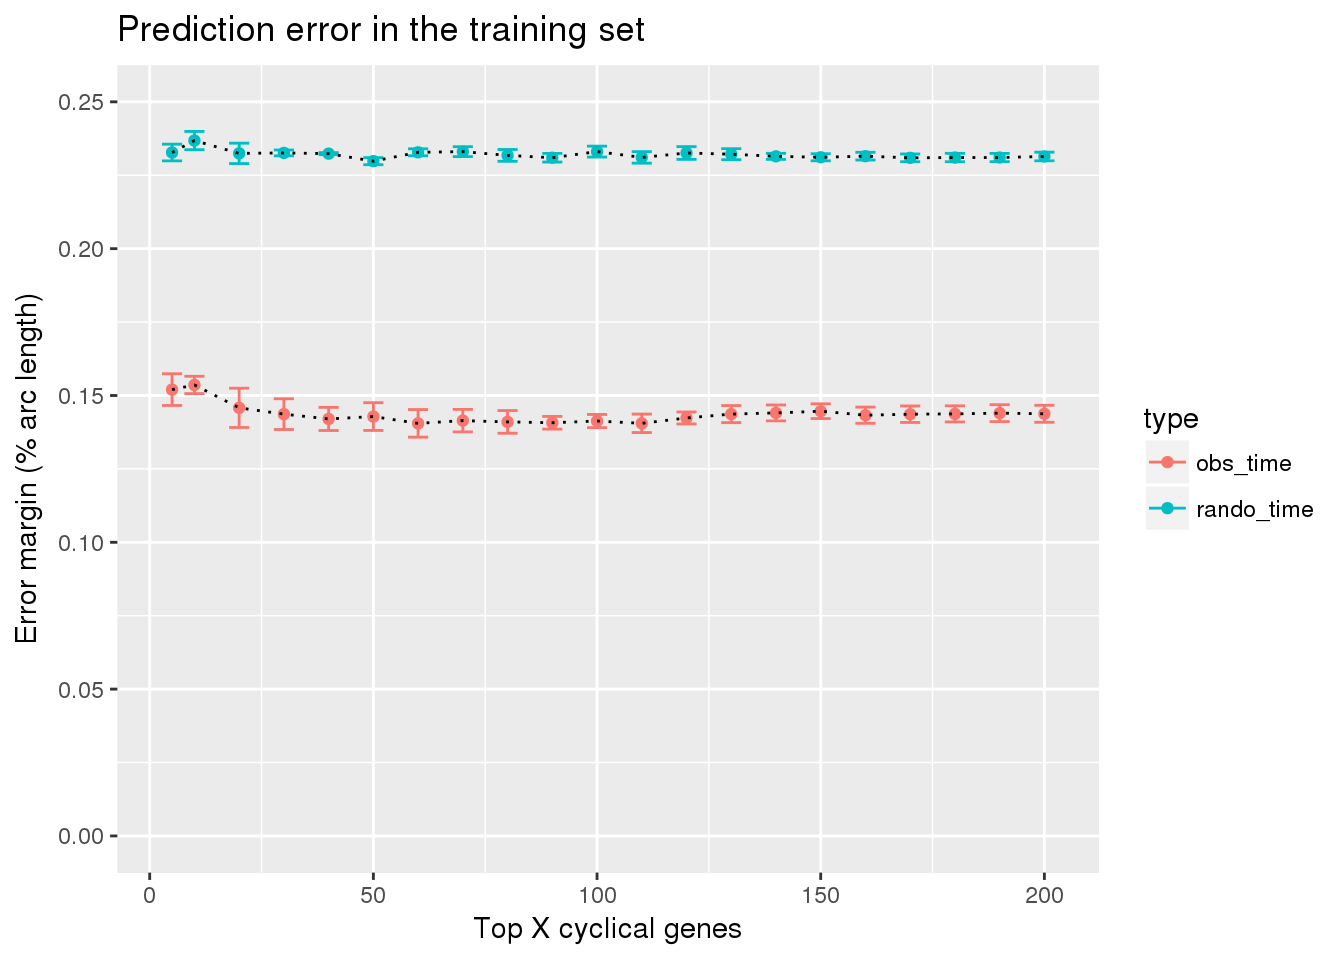 Prediction error in the training set
0.25
0.20
0.15
0.10
0.05
0.00
Error margin (% arc length)
0 50 100 150 200
Top X cyclical genes
type
obs_time
rando_time